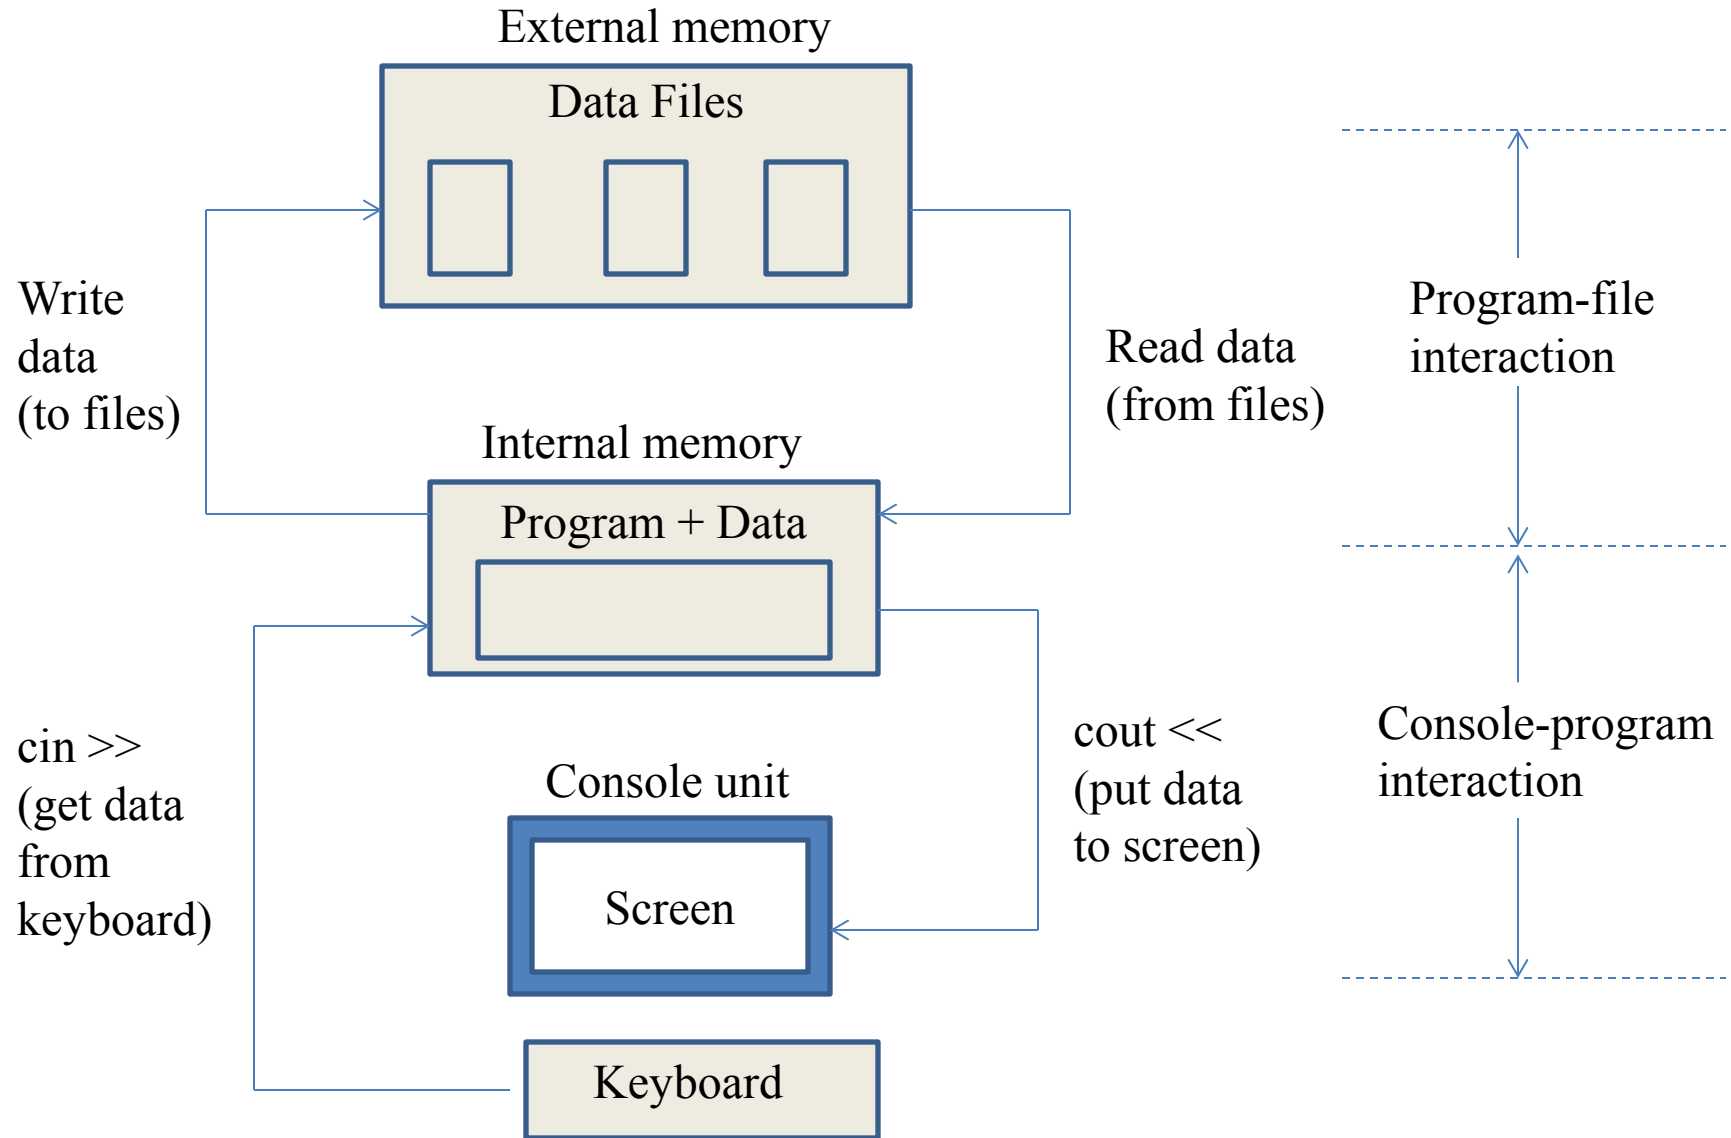 External memory
Data Files
Write
data
(to files)
Read data
(from files)
Program-file
interaction
Internal memory
Program + Data
cin >>
(get data
from
keyboard)
cout <<
(put data
to screen)
Console-program
interaction
Console unit
Screen
Keyboard